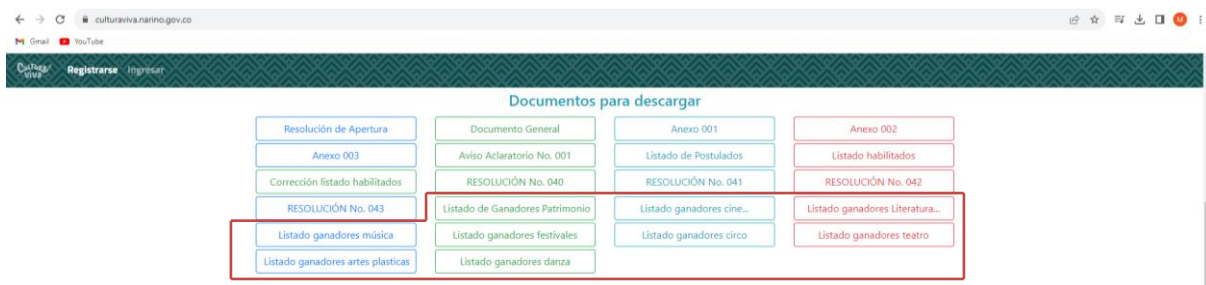 culturaviva.narino.gov.co
Gmail YouTube
M
CULTURA VIVA Registrarse Ingresar
Documentos para descargar
Resolución de Apertura Documento General Anexo 001 Anexo 002
Anexo 003 Aviso Aclaratorio No. 001 Listado de Postulados Listado habilitados
Corrección listado habilitados RESOLUCIÓN No. 040 RESOLUCIÓN No. 041 RESOLUCIÓN No. 042
RESOLUCIÓN No. 043 Listado de Ganadores Patrimonio Listado ganadores cine... Listado ganadores Literatura...
Listado ganadores música Listado ganadores festivales Listado ganadores circo Listado ganadores teatro
Listado ganadores artes plasticas Listado ganadores danza